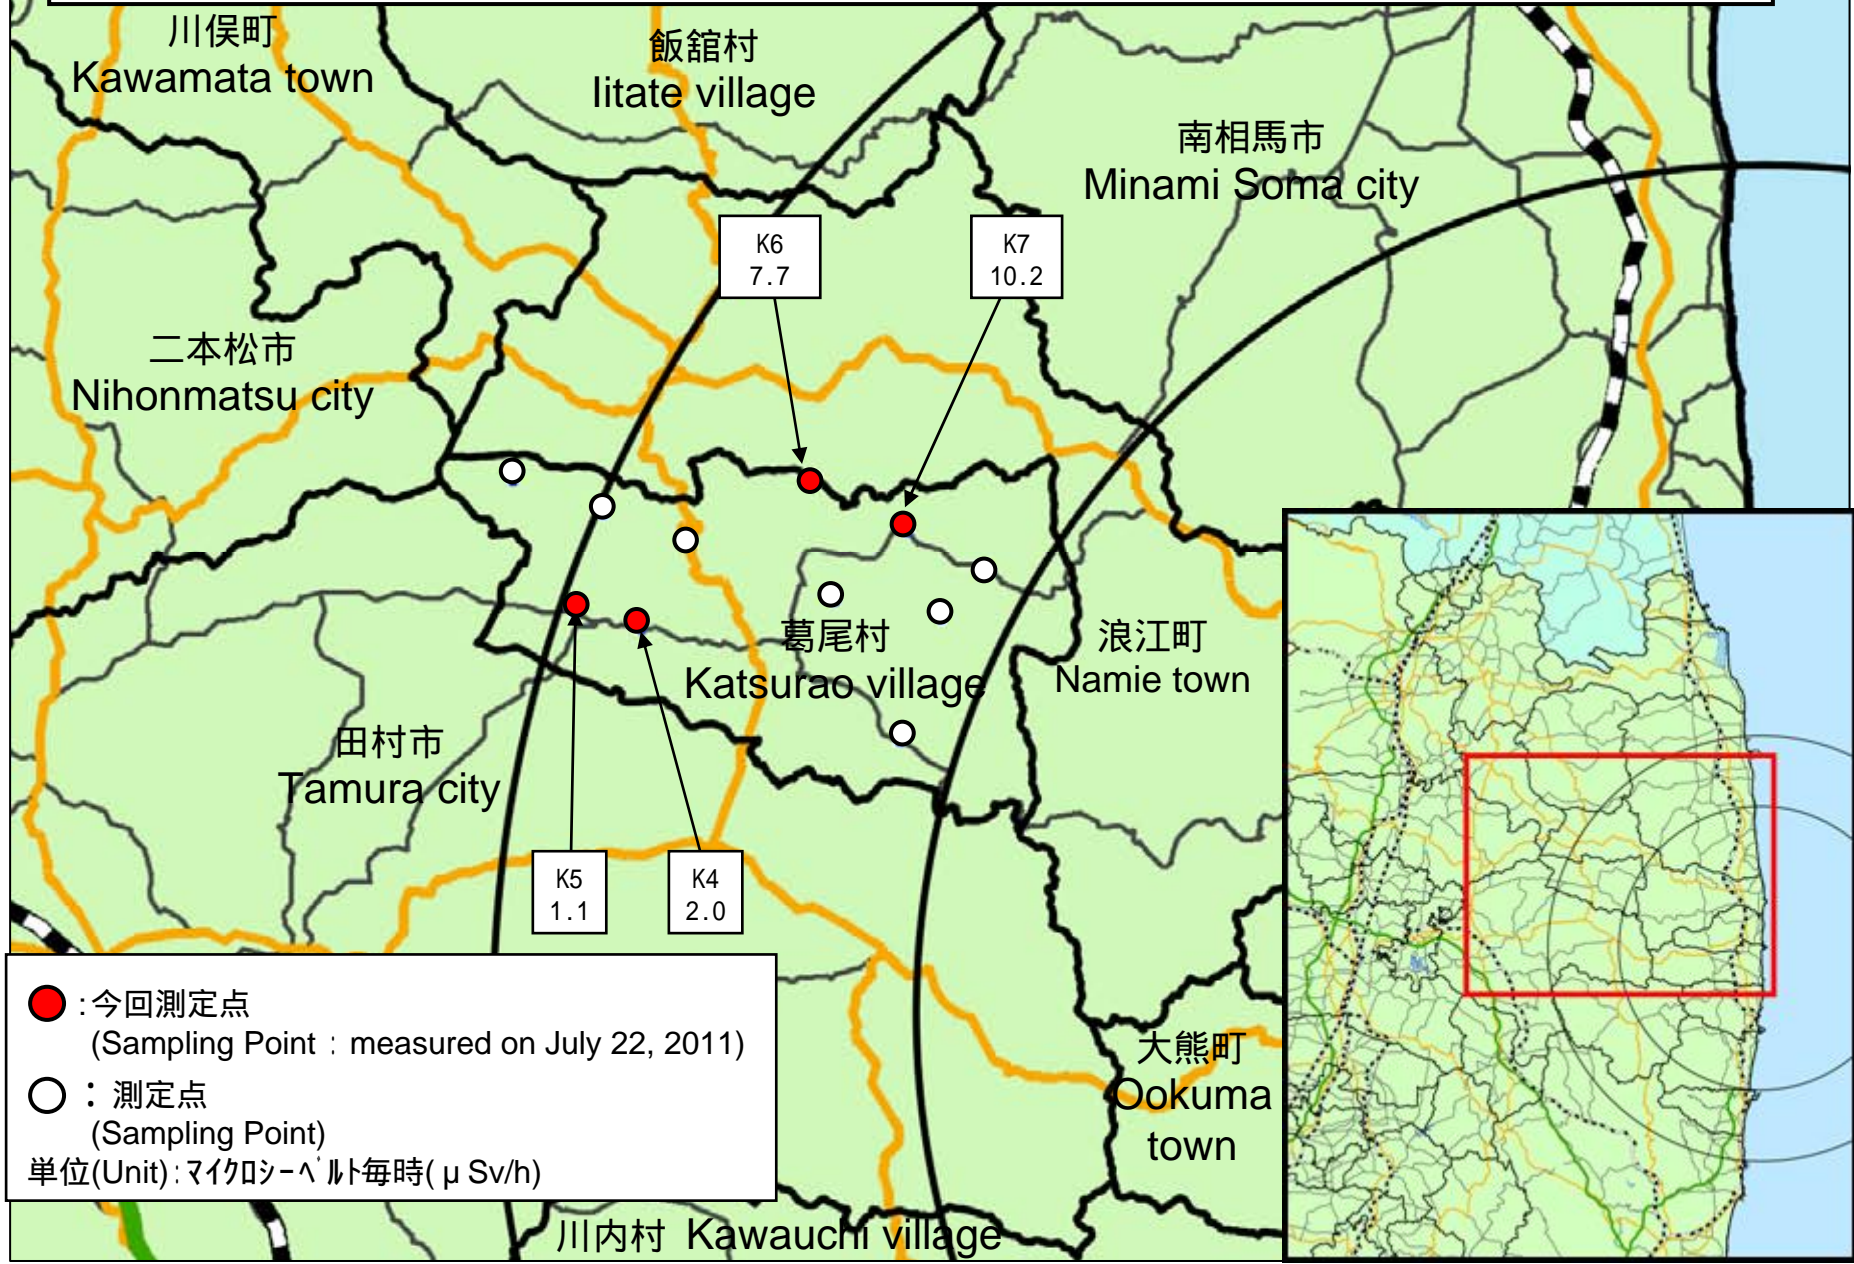 川俣町
Kawamata town
飯舘村
Iitate village
南相馬市
Minami Soma city
K6
7.7
K7
10.2
二本松市
Nihonmatsu city
葛尾村
Katsurao village
浪江町
Namie town
田村市
Tamura city
K5
1.1
K4
2.0
:今回測定点
(Sampling Point : measured on July 22, 2011)
: 測定点
(Sampling Point)
単位(Unit):マイクロシーベルト毎時( μ Sv/h)
大熊町
Ookuma
town
川内村 Kawauchi village